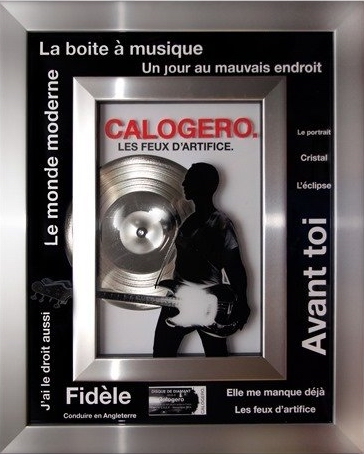 La boite à musique
Un jour au mauvais endroit
Le monde moderne
CALOGERO.
LES FEUX D'ARTIFICE.
Le portrait
Cristal
L'éclipse
Avant toi
J'ai le droit aussi
Fidèle
Conduire en Angleterre
DISQUE DE DIAMANT
Calogero
Elle me manque déjà
Les feux d'artifice